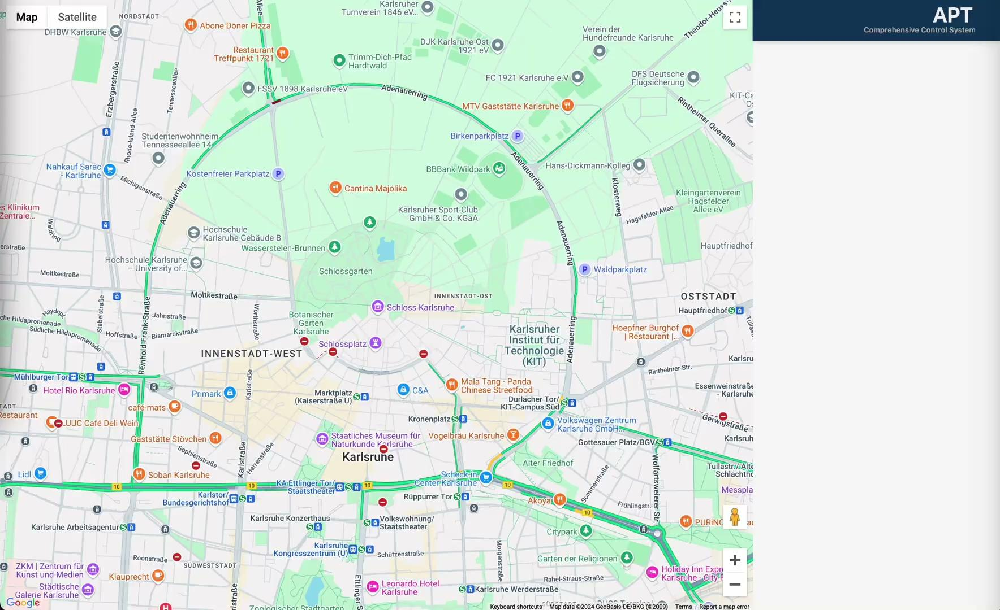 Map
Satellite
NORDSTADT
DHBW Karlsruhe
Abone Döner Pizza
Allee
Karlsruher
Turnverein 1846 eV...
Restaurant
Treffpunkt 1721
Trimm-Dich-Pfad
Hardtwald
DJK Karlsruhe-Ost
1921 eV
Verein der
Hundefreunde Karlsruhe
Theodor-Heuss-
APT
Comprehensive Control System
FSSV 1898 Karlsruhe eV
Adenauerring
FC 1921 Karlsruhe e.V
DFS Deutsche
Flugsicherung
KIT-Ca
Erzbergerstraße
Tennesseeallee
Rhode-Island-Allee
MTV Gaststätte Karlsruhe
Rintheimer Querallee
Studentenwohnheim
Tennesseeallee 14
Birkenparkplatz
P
Adenauerring
Nahkauf Sarac
- Karlsruhe
Michiganstraße
Kostenfreier Parkplatz
P
BBBank Wildpark
Hans-Dickmann-Kolleg
Cantina Majolika
Adenauerring
Klosterweg
Kleingartenverein
Hagsfelder
Allee eV
s Klinikum
Zentrale...
Waldring
Karlsruher Sport-Club
GmbH & Co. KGaA
Hagsfelder Allee
Hochschule
Karlsruhe Gebäude B
Wasserstelen-Brunnen
Adenauerring
erstraße
Hauptfriedhof
Hochschule Karlsruhe
– University of...
Schlossgarten
P
Waldparkplatz
Moltkestraße
Moltkestraße
INNENSTADT-OST
OSTSTADT
Hauptfriedhof
Schloss Karlsruhe
Haydnpl
che Hildapromenade
Südliche Hildapromenade
Stabelstraße
Jahnstraße
Hoffstraße
Bismarckstraße
Reinhold-Frank-Straße
Wörthstraße
Botanischer
Garten
Karlsruhe
Karlsruher
Institut für
Technologie
(KIT)
Adenauerring
Hoepfner Burghof
| Restaurant |...
Tulla
Schlossplatz
INNENSTADT-WEST
Karlsru
Rintheimer Str.
Mühlburger Tor
Hotel Rio Karlsruhe
Primark
Karlstraße
Marktplatz
(Kaiserstraße U)
C&A
Mala Tang - Panda
Chinese Streetfood
Durlacher Tor/
KIT-Campus Süd
Essenweinstraße
- Karlsruhe
TADT
Restaurant
café-mats
LUUC Café Deli Wein
Kronenplatz
Volkswagen Zentrum
Karlsruhe GmbH...
Gerwigstraße
Gaststätte Stövchen
Staatliches Museum für
Naturkunde Karlsruhe
Vogelbräu Karlsruhe
Gottesauer Platz/BGV
Karlsruh
Sophienstraße
Karlstraße
Herrenstraße
Karlsruhe
Alter Friedhof
Wolfartsweierer Str.
Tullastr./Alte
Schlachtho
Lidl
Soban Karlsruhe
Scheck-in
Center Karlsruhe
Sommerstraße
10
10
10
10
KA Ettlinger Tor/
Staatstheater
Karlstor/
Bundesgerichtshof
Rüppurrer Tor
Akoya
Messpla
Frühlingstr.
10
Karlsruhe Konzerthaus
Volkswohnung/
Staatstheater
Karlsruhe Arbeitsagentur
Citypark
PURiNO
Karlsruhe
Kongresszentrum (U)
Schützenstraße
Morgenstraße
Garten der Religionen
Roonstraße
SÜDWESTSTADT
ZKM | Zentrum für
Kunst und Medien
Klauprecht
Holiday Inn Expre
Karlsruhe - City P
Rahel-Straus-Straße
Städtische
Galerie Karlsruhe
Leonardo Hotel
Karlsruhe
Karlsruhe Werderstraße
Ettlinger S
rlstraße
Google
Zoologischer Stadtgarten
Keyboard shortcuts
Map data ©2024 GeoBasis-DE/BKG (©2009)
Terms
Report a map error